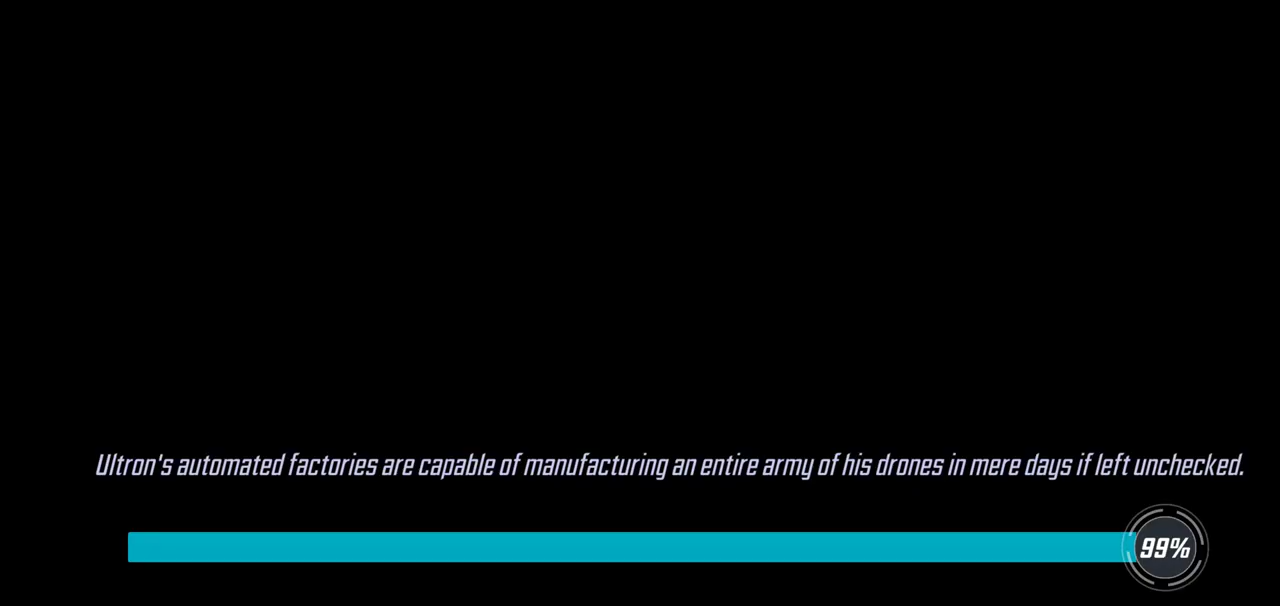 Ultron's automated factories are capable of manufacturing an entire army of his drones in mere days if left unchecked.
99%